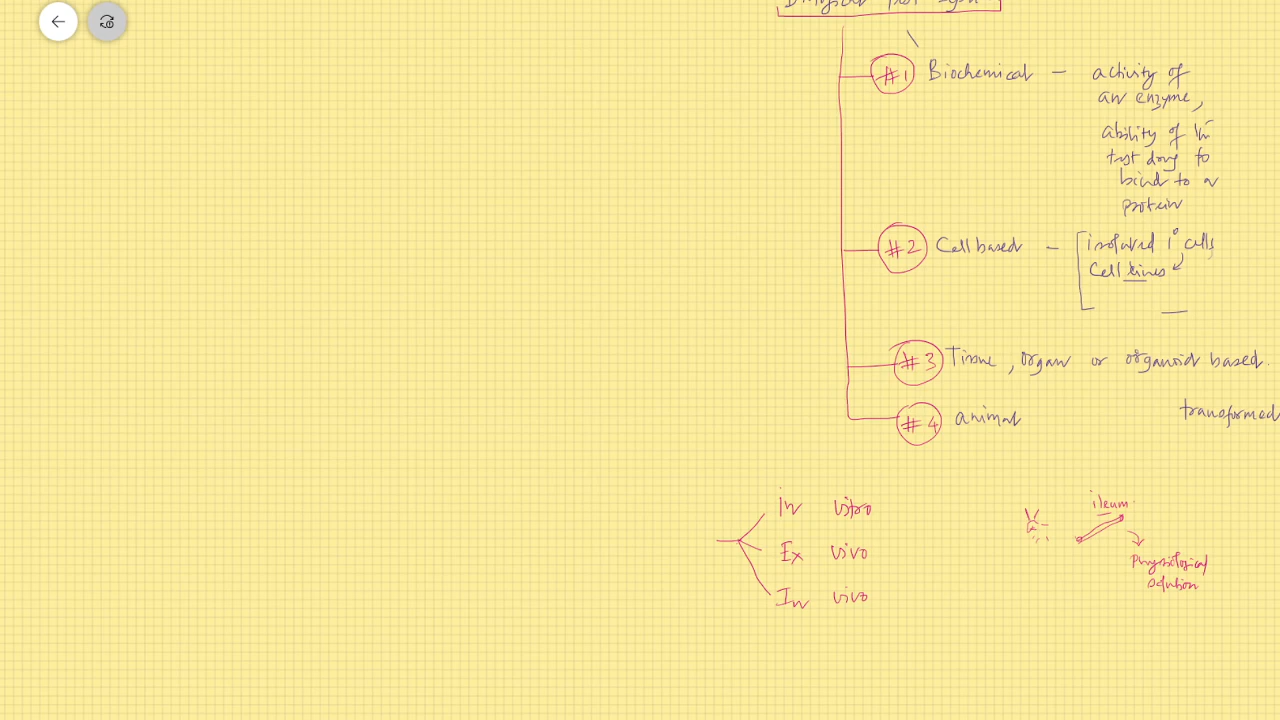 #1 Biochemical – activity of
an enzyme,
ability of the
test drug to
bind to a
protein
#2 Cell based – isolated 1° cells
Cell lines
#3 Tissue, organ or organoid based.
#4 animal
transformed
In vitro
Ex vivo
In vivo
ileum
Physiological
solution